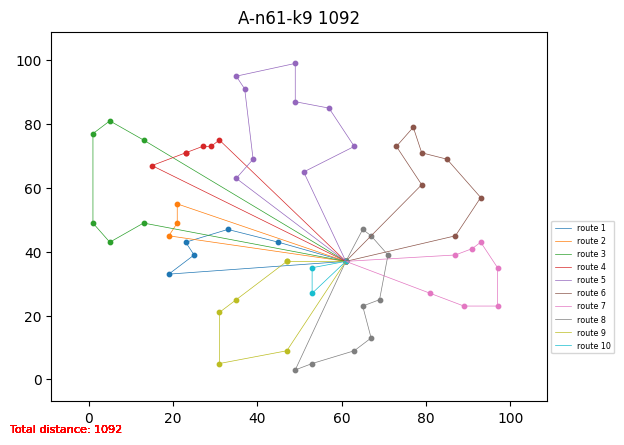 A-n61-k9 1092
100
80
60
40
20
0
0 20 40 60 80 100
route 1
route 2
route 3
route 4
route 5
route 6
route 7
route 8
route 9
route 10
Total distance: 1092